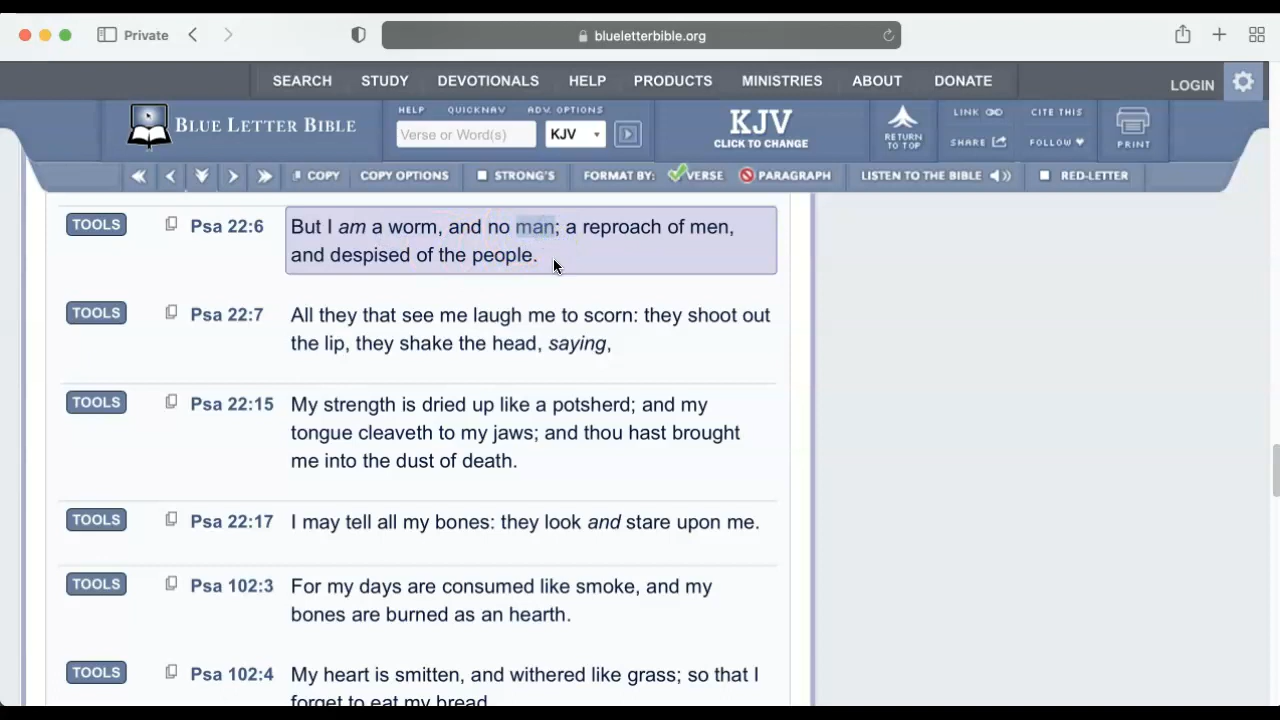 Private
blueletterbible.org
SEARCH STUDY DEVOTIONALS HELP PRODUCTS MINISTRIES ABOUT DONATE LOGIN
BLUE LETTER BIBLE
HELP QUICKNAV ADV. OPTIONS
Verse or Word(s) KJV
KJV
CLICK TO CHANGE
RETURN
TO TOP
LINK CITE THIS
SHARE FOLLOW
PRINT
COPY COPY OPTIONS STRONG'S FORMAT BY: VERSE PARAGRAPH LISTEN TO THE BIBLE RED-LETTER
TOOLS Psa 22:6 But I am a worm, and no man; a reproach of men,
and despised of the people.
TOOLS Psa 22:7 All they that see me laugh me to scorn: they shoot out
the lip, they shake the head, saying,
TOOLS Psa 22:15 My strength is dried up like a potsherd; and my
tongue cleaveth to my jaws; and thou hast brought
me into the dust of death.
TOOLS Psa 22:17 I may tell all my bones: they look and stare upon me.
TOOLS Psa 102:3 For my days are consumed like smoke, and my
bones are burned as an hearth.
TOOLS Psa 102:4 My heart is smitten, and withered like grass; so that I
forget to eat my bread